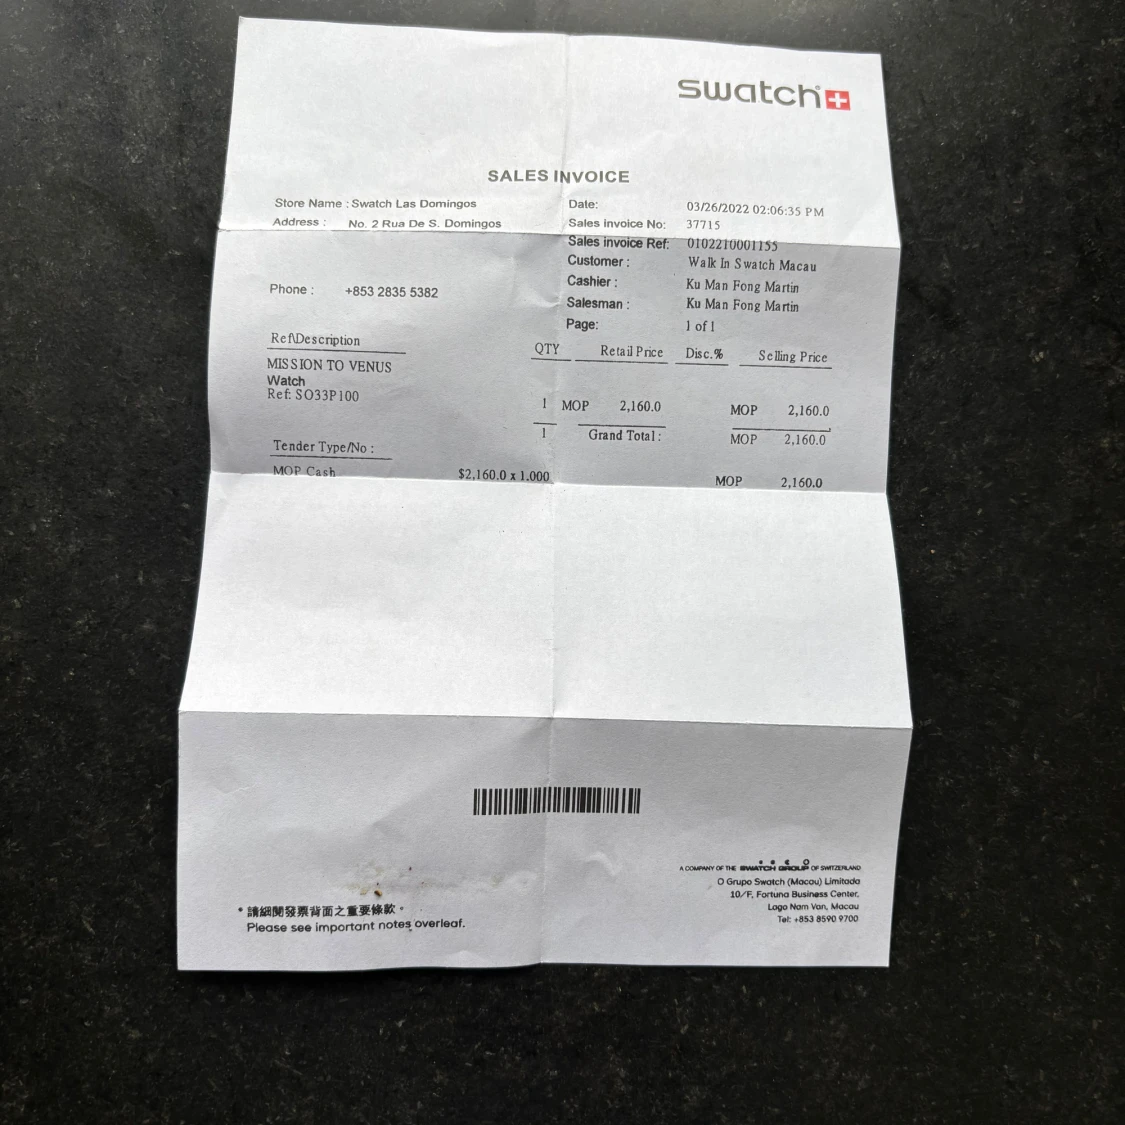 swatch
SALES INVOICE
Store Name : Swatch Las Domingos
Address : No. 2 Rua De S. Domingos
Phone : +853 2835 5382
Date: 03/26/2022 02:06:35 PM
Sales invoice No: 37715
Sales invoice Ref: 0102210001155
Customer : Walk In Swatch Macau
Cashier : Ku Man Fong Martin
Salesman : Ku Man Fong Martin
Page: 1 of 1
Ref\Description QTY Retail Price Disc.% Selling Price
MISSION TO VENUS
Watch
Ref: SO33P100
1 MOP 2,160.0 MOP 2,160.0
1 Grand Total : MOP 2,160.0
Tender Type/No :
MOP Cash $2,160.0 x 1.000 MOP 2,160.0
* 請細閱發票背面之重要條款。
Please see important notes overleaf.
A COMPANY OF THE SWATCH GROUP OF SWITZERLAND
O Grupo Swatch (Macau) Limitada
10/F, Fortuna Business Center,
Lago Nam Van, Macau
Tel: +853 8590 9700